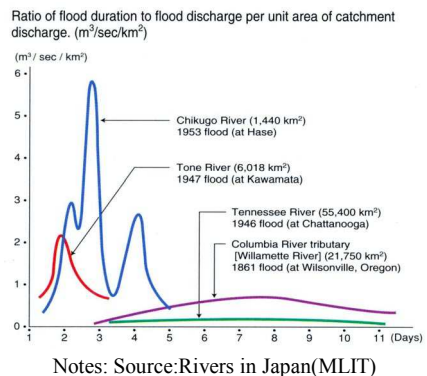 Ratio of flood duration to flood discharge per unit area of catchment
discharge. (m³/sec/km²)
(m³ / sec / km²)
6
5
4
3
2
1
0
Chikugo River (1,440 km²)
1953 flood (at Hase)
Tone River (6,018 km²)
1947 flood (at Kawamata)
Tennessee River (55,400 km²)
1946 flood (at Chattanooga)
Columbia River tributary
[Willamette River] (21,750 km²)
1861 flood (at Wilsonville, Oregon)
1 2 3 4 5 6 7 8 9 10 11 (Days)
Notes: Source:Rivers in Japan(MLIT)